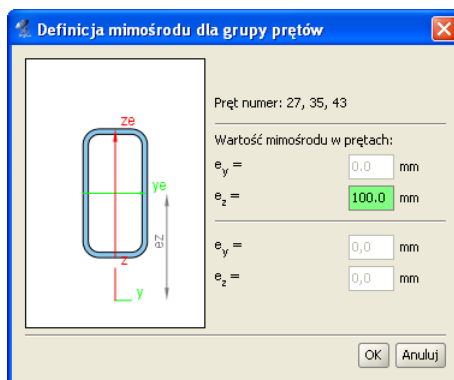 Definicja mimośrodu dla grupy prętów
ze
ye
ez
z
y
Pręt numer: 27, 35, 43
Wartość mimośrodu w prętach:
e_y = 0.0 mm
e_z = 100.0 mm
e_y = 0,0 mm
e_z = 0,0 mm
OK Anuluj